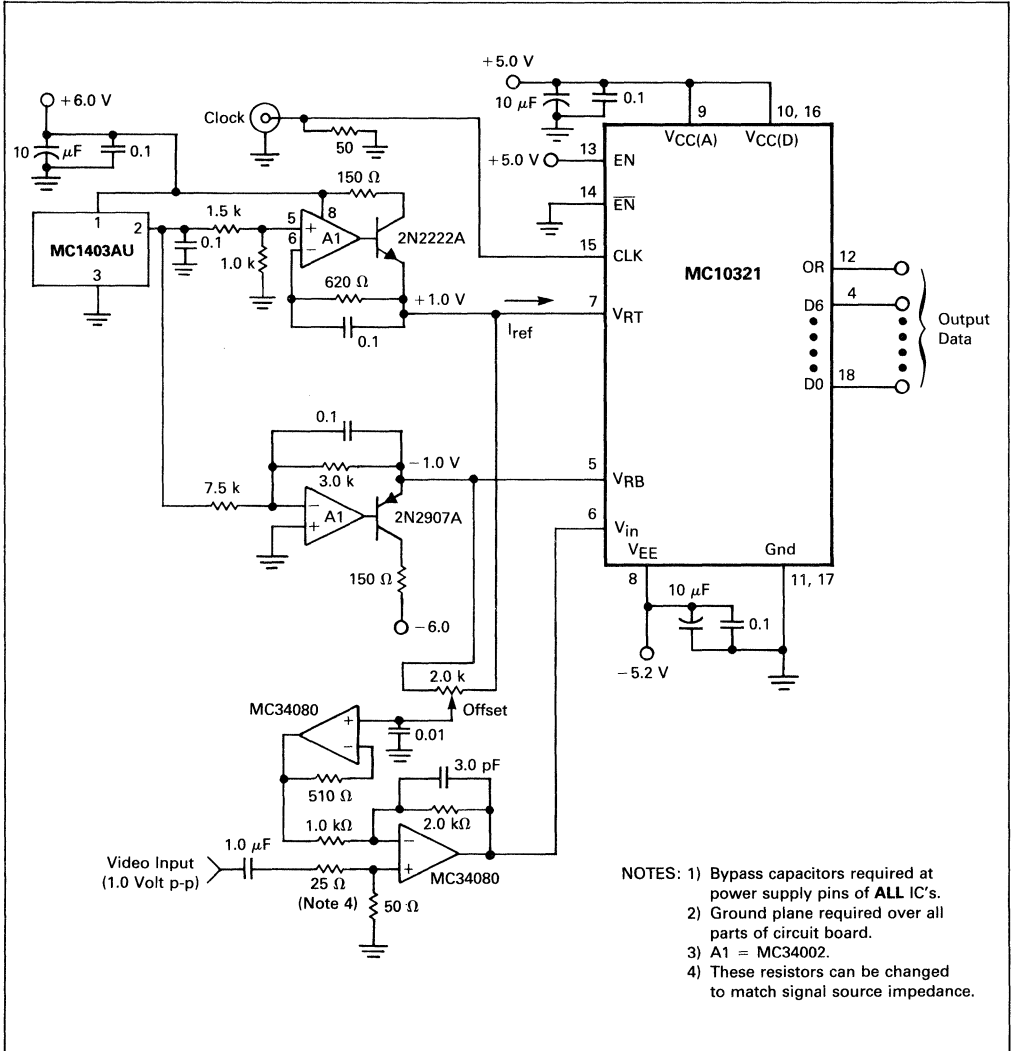 +5.0 V
+6.0 V
Clock
10 μF
0.1
9
10, 16
VCC(A)
VCC(D)
10
μF
0.1
50
+5.0 V
13
EN
150 Ω
14
EN
1
2
1.5 k
5
8
+
2N2222A
MC1403AU
0.1
6
−
A1
15
CLK
MC10321
1.0 k
OR
12
3
620 Ω
+1.0 V
7
D6
4
Iref
VRT
Output
Data
0.1
D0
18
0.1
−1.0 V
5
VRB
3.0 k
7.5 k
−
A1
2N2907A
6
+
Vin
VEE
Gnd
150 Ω
8
10 μF
11, 17
−6.0
0.1
−5.2 V
2.0 k
MC34080
+
Offset
−
0.01
3.0 pF
510 Ω
1.0 kΩ
2.0 kΩ
1.0 μF
−
Video Input
(1.0 Volt p-p)
+
25 Ω
MC34080
(Note 4)
50 Ω
NOTES: 1) Bypass capacitors required at
power supply pins of ALL IC's.
2) Ground plane required over all
parts of circuit board.
3) A1 = MC34002.
4) These resistors can be changed
to match signal source impedance.